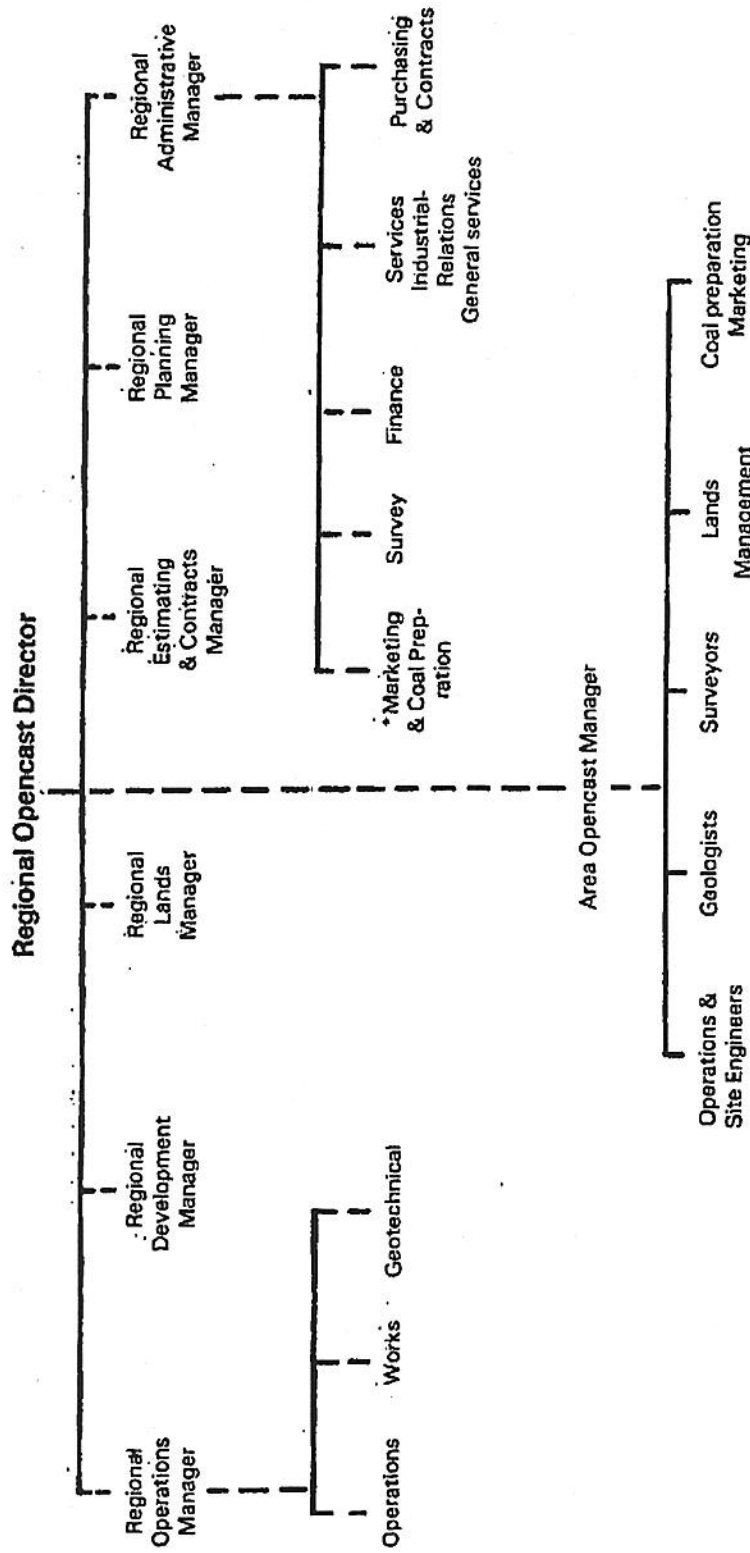 Regional Opencast Director
Regional
Operations
Manager
Regional
Development
Manager
Regional
Lands
Manager
Regional
Estimating
& Contracts
Manager
Regional
Planning
Manager
Regional
Administrative
Manager
Operations
Works
Geotechnical
*Marketing
& Coal Prep-
ration
Survey
Finance
Services
Industrial-
Relations
General services
Purchasing
& Contracts
Area Opencast Manager
Operations &
Site Engineers
Geologists
Surveyors
Lands
Management
Coal preparation
Marketing